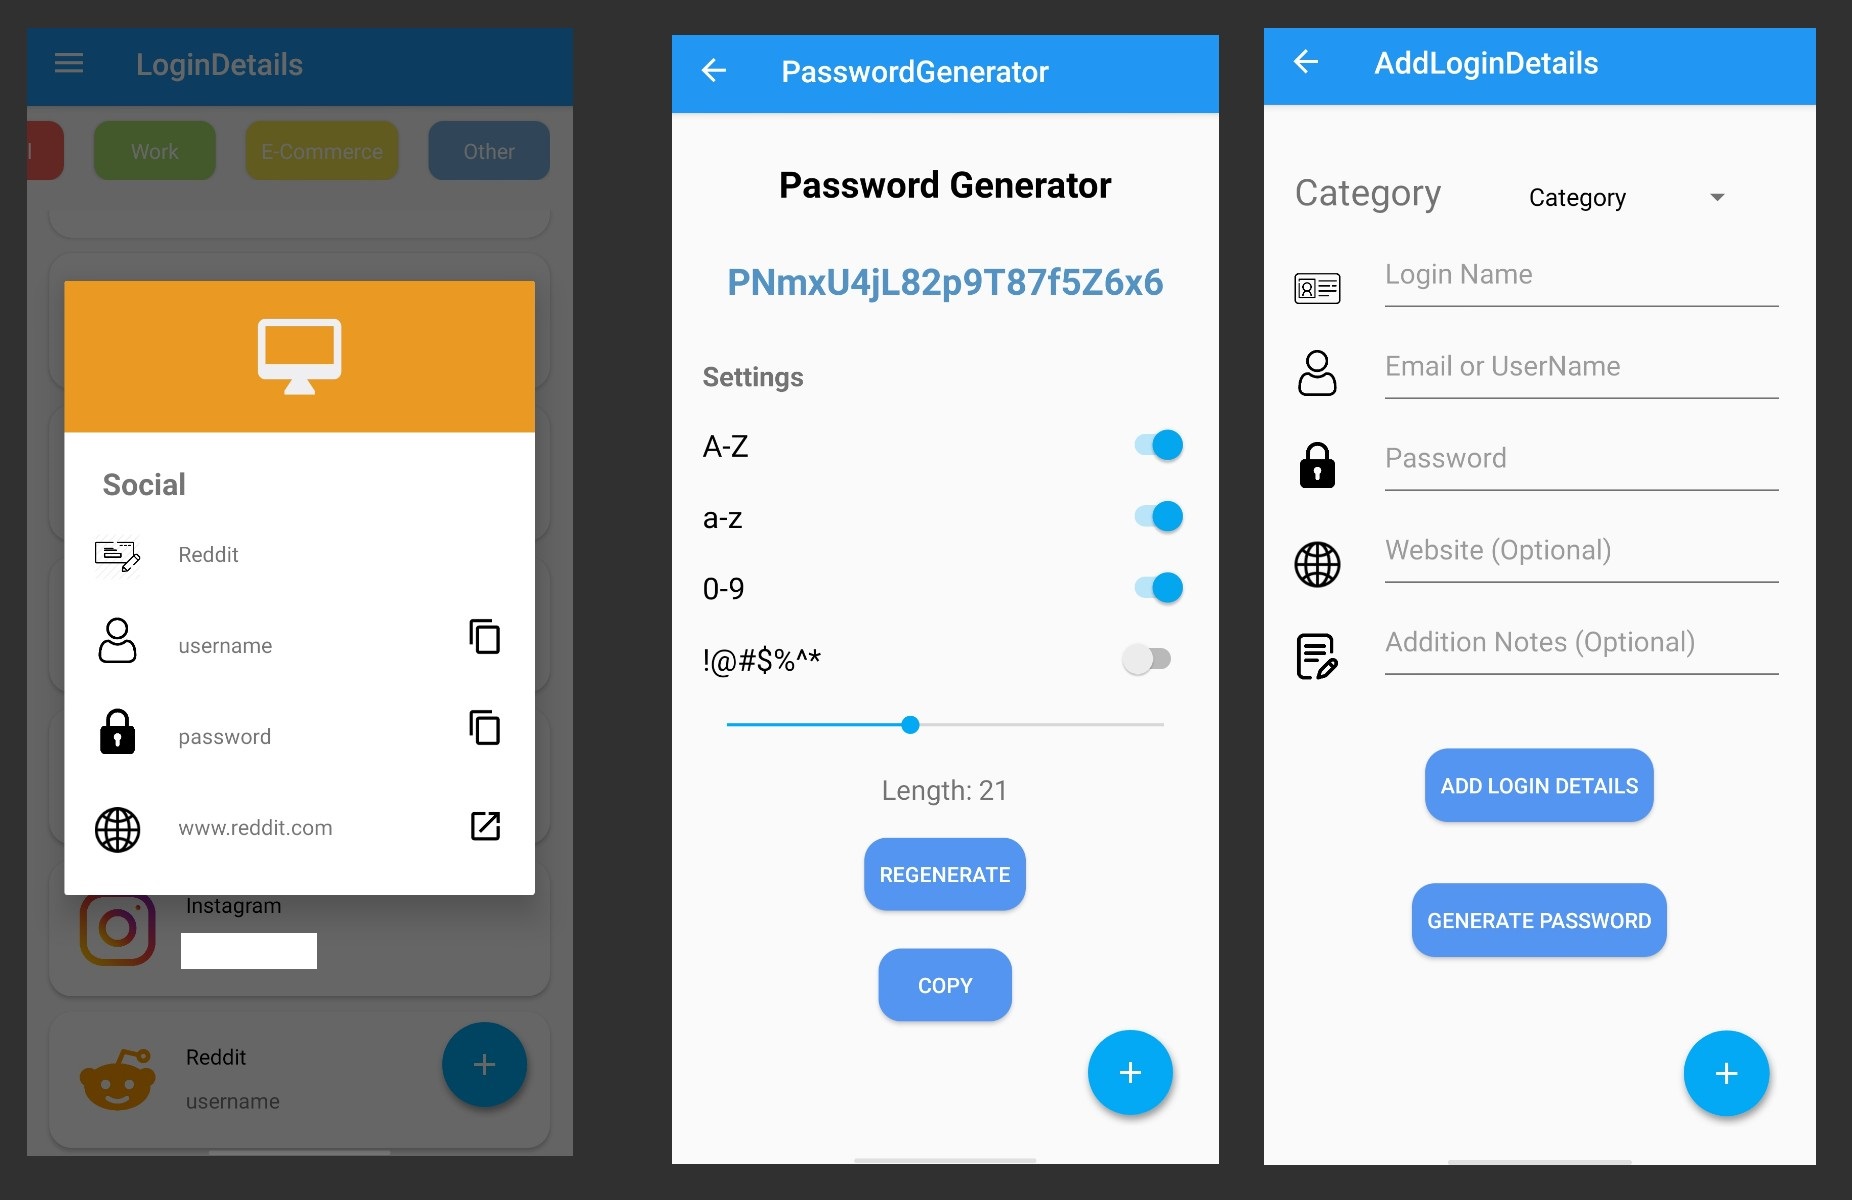 LoginDetails
l
Work
E-Commerce
Other
Social
Reddit
username
password
www.reddit.com
Instagram
Reddit
username
PasswordGenerator
Password Generator
PNmxU4jL82p9T87f5Z6x6
Settings
A-Z
a-z
0-9
!@#$%^*
Length: 21
REGENERATE
COPY
AddLoginDetails
Category
Category
Login Name
Email or UserName
Password
Website (Optional)
Addition Notes (Optional)
ADD LOGIN DETAILS
GENERATE PASSWORD